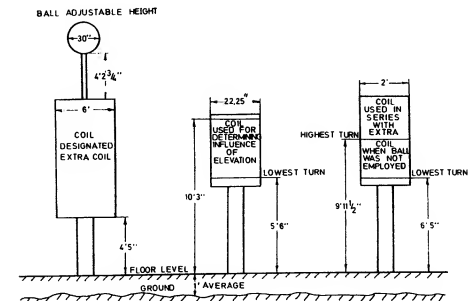 BALL ADJUSTABLE HEIGHT
30"
4'2 3/4"
6'
COIL
DESIGNATED
EXTRA COIL
4'5"
FLOOR LEVEL
GROUND
1' AVERAGE
22,25"
COIL
USED FOR
DETERMINING
INFLUENCE
OF
ELEVATION
LOWEST TURN
10'3"
5'6"
2'
COIL
USED IN
SERIES
WITH
EXTRA
HIGHEST TURN
COIL
WHEN BALL
WAS NOT
EMPLOYED
LOWEST TURN
9'11 1/2"
6'5"